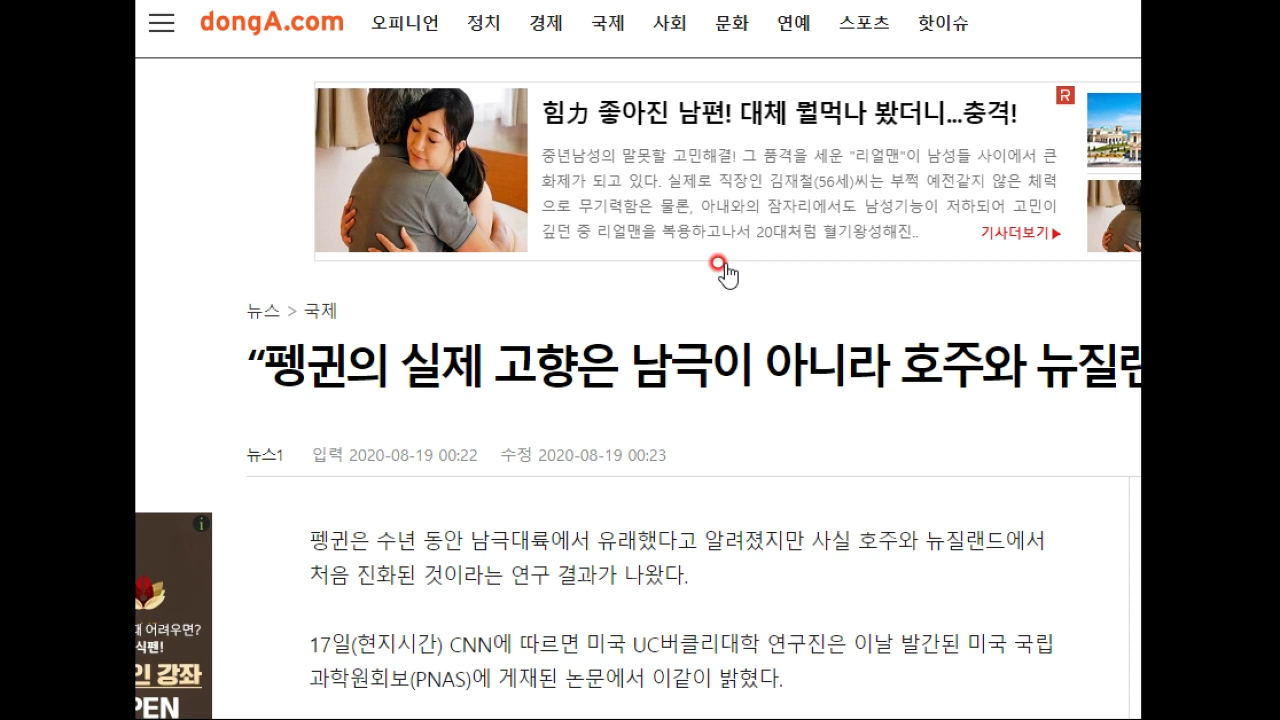 dongA.com 오피니언 정치 경제 국제 사회 문화 연예 스포츠 핫이슈
힘力 좋아진 남편! 대체 뭘먹나 봤더니...충격!
R
중년남성의 말못할 고민해결! 그 품격을 세운 "리얼맨"이 남성들 사이에서 큰
화제가 되고 있다. 실제로 직장인 김재철(56세)씨는 부쩍 예전같지 않은 체력
으로 무기력함은 물론, 아내와의 잠자리에서도 남성기능이 저하되어 고민이
깊던 중 리얼맨을 복용하고나서 20대처럼 혈기왕성해진..
기사더보기▶
뉴스 > 국제
“펭귄의 실제 고향은 남극이 아니라 호주와 뉴질란
뉴스1 입력 2020-08-19 00:22 수정 2020-08-19 00:23
펭귄은 수년 동안 남극대륙에서 유래했다고 알려졌지만 사실 호주와 뉴질랜드에서
처음 진화된 것이라는 연구 결과가 나왔다.
17일(현지시간) CNN에 따르면 미국 UC버클리대학 연구진은 이날 발간된 미국 국립
과학원회보(PNAS)에 게재된 논문에서 이같이 밝혔다.
어려우면?
식펜!
인 강좌
PEN